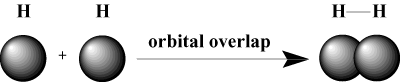 H H H—H
+ orbital overlap